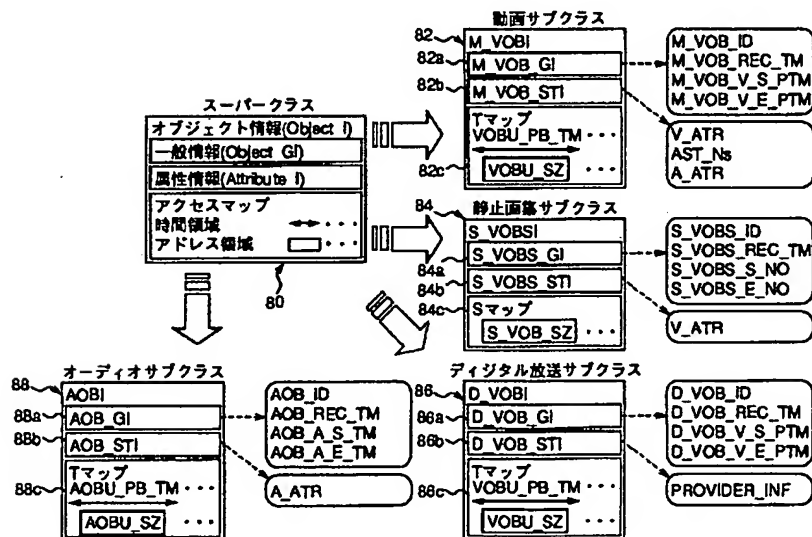 スーパークラス
オブジェクト情報(Object I)
一般情報(Object GI)
属性情報(Attribute I)
アクセスマップ
時間領域 ・・・
アドレス領域 ・・・
80
動画サブクラス
82
M_VOBI
82a
M_VOB_GI
82b
M_VOB_STI
Tマップ
VOBU_PB_TM ・・・
82c
VOBU_SZ ・・・
M_VOB_ID
M_VOB_REC_TM
M_VOB_V_S_PTM
M_VOB_V_E_PTM
V_ATR
AST_Ns
A_ATR
静止画集サブクラス
84
S_VOBSI
84a
S_VOBS_GI
84b
S_VOBS_STI
84c
Sマップ
S_VOB_SZ ・・・
S_VOBS_ID
S_VOBS_REC_TM
S_VOBS_S_NO
S_VOBS_E_NO
V_ATR
オーディオサブクラス
88
AOBI
88a
AOB_GI
88b
AOB_STI
Tマップ
AOBU_PB_TM ・・・
88c
AOBU_SZ ・・・
AOB_ID
AOB_REC_TM
AOB_A_S_TM
AOB_A_E_TM
A_ATR
ディジタル放送サブクラス
86
D_VOBI
86a
D_VOB_GI
86b
D_VOB_STI
Tマップ
VOBU_PB_TM ・・・
86c
VOBU_SZ ・・・
D_VOB_ID
D_VOB_REC_TM
D_VOB_V_S_PTM
D_VOB_V_E_PTM
PROVIDER_INF